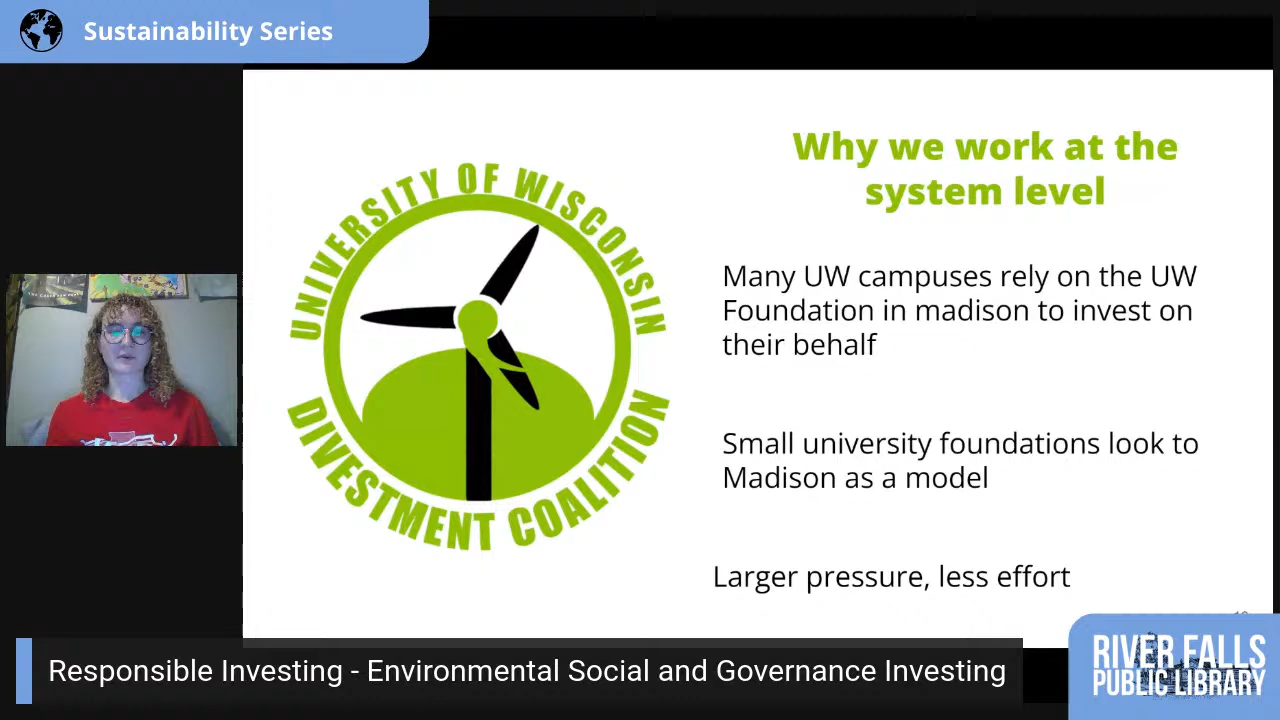 Sustainability Series
UNIVERSITY OF WISCONSIN
DIVESTMENT COALITION
Why we work at the
system level
Many UW campuses rely on the UW
Foundation in madison to invest on
their behalf
Small university foundations look to
Madison as a model
Larger pressure, less effort
Responsible Investing - Environmental Social and Governance Investing
RIVER FALLS
PUBLIC LIBRARY